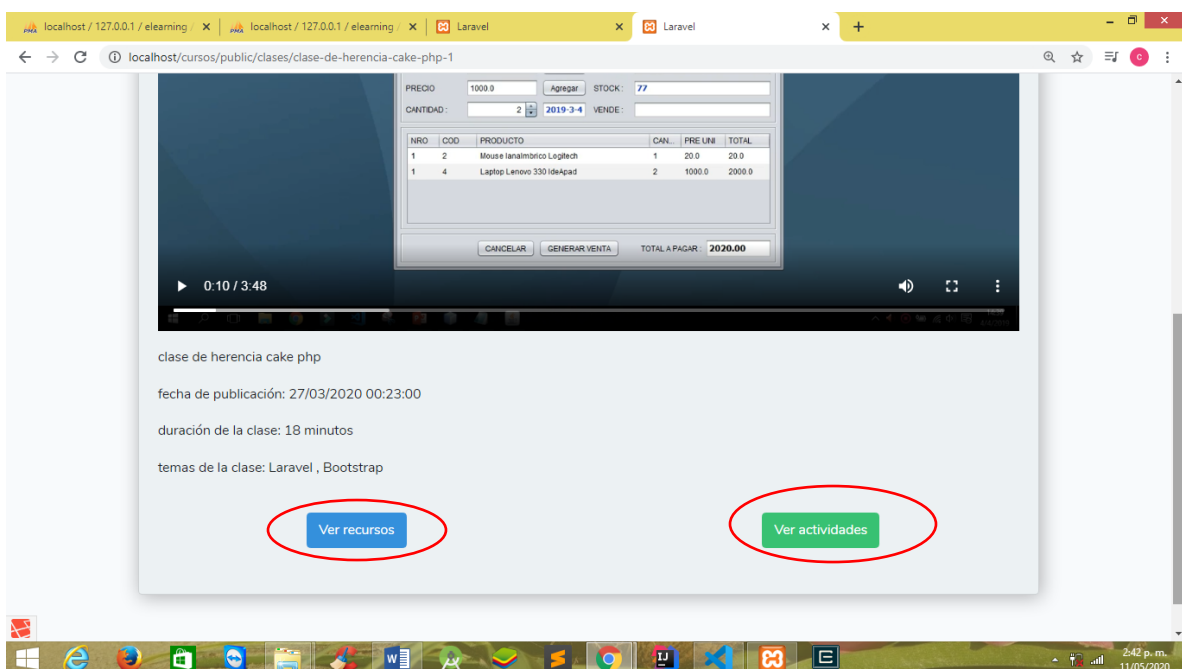 localhost / 127.0.0.1 / elearning /
localhost / 127.0.0.1 / elearning /
Laravel
Laravel
localhost/cursos/public/clases/clase-de-herencia-cake-php-1
c
PRECIO 1000.0 Agregar STOCK: 77
CANTIDAD: 2 2019-3-4 VENDE:
NRO COD PRODUCTO CAN... PRE UNI TOTAL
1 2 Mouse lanalmbrico Logitech 1 20.0 20.0
1 4 Laptop Lenovo 330 IdeApad 2 1000.0 2000.0
CANCELAR GENERAR VENTA TOTAL A PAGAR: 2020.00
0:10 / 3:48
clase de herencia cake php
fecha de publicación: 27/03/2020 00:23:00
duración de la clase: 18 minutos
temas de la clase: Laravel , Bootstrap
Ver recursos
Ver actividades
2:42 p. m.
11/05/2020